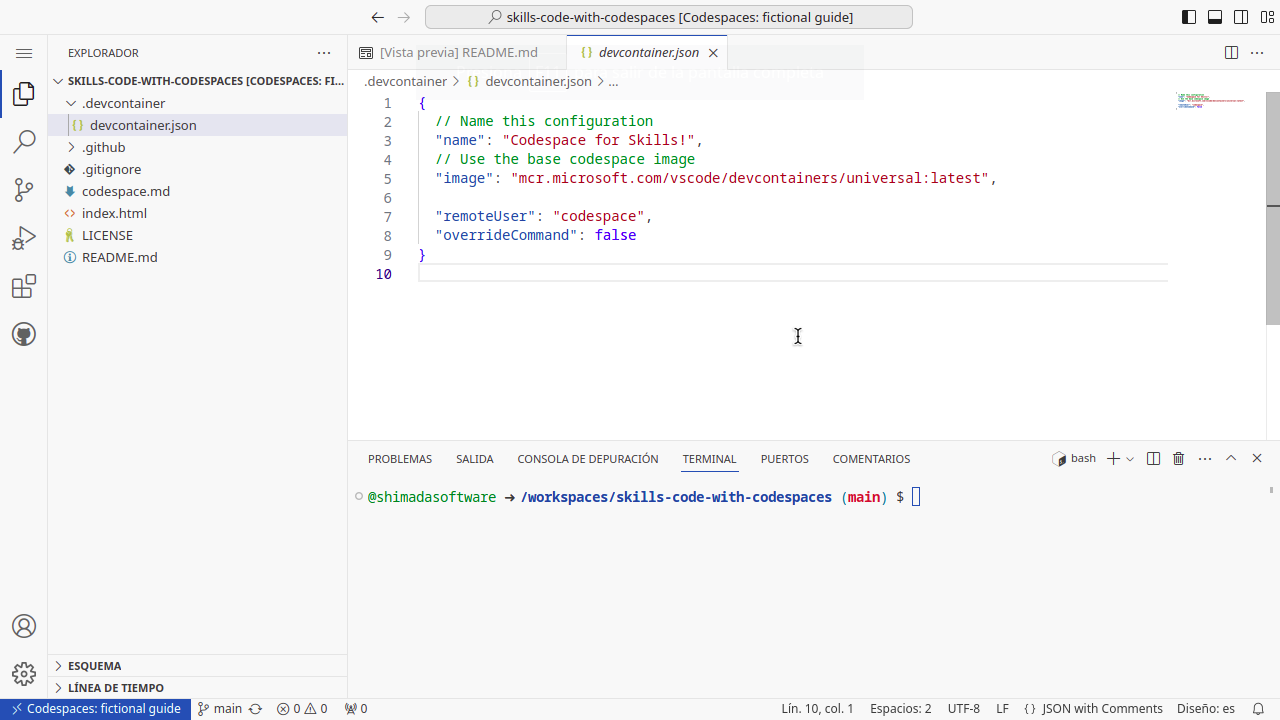 skills-code-with-codespaces [Codespaces: fictional guide]
EXPLORADOR
SKILLS-CODE-WITH-CODESPACES [CODESPACES: FI...
.devcontainer
devcontainer.json
.github
.gitignore
codespace.md
index.html
LICENSE
README.md
ESQUEMA
LÍNEA DE TIEMPO
[Vista previa] README.md
devcontainer.json
.devcontainer > devcontainer.json > ...
1 {
2 // Name this configuration
3 "name": "Codespace for Skills!",
4 // Use the base codespace image
5 "image": "mcr.microsoft.com/vscode/devcontainers/universal:latest",
6
7 "remoteUser": "codespace",
8 "overrideCommand": false
9 }
10
PROBLEMAS SALIDA CONSOLA DE DEPURACIÓN TERMINAL PUERTOS COMENTARIOS bash
@shimadasoftware ➜ /workspaces/skills-code-with-codespaces (main) $
Codespaces: fictional guide main 0 0 0 Lín. 10, col. 1 Espacios: 2 UTF-8 LF {} JSON with Comments Diseño: es